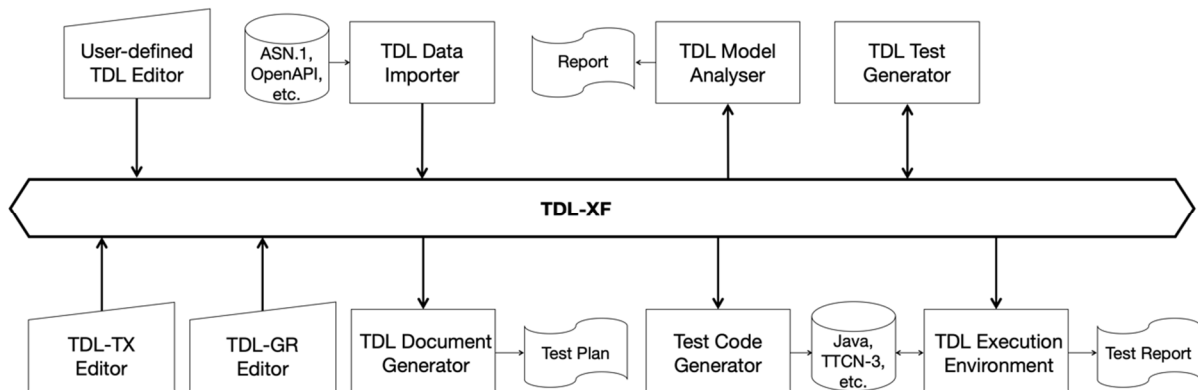 User-defined
TDL Editor
ASN.1,
OpenAPI,
etc.
TDL Data
Importer
Report
TDL Model
Analyser
TDL Test
Generator
TDL-XF
TDL-TX
Editor
TDL-GR
Editor
TDL Document
Generator
Test Plan
Test Code
Generator
Java,
TTCN-3,
etc.
TDL Execution
Environment
Test Report